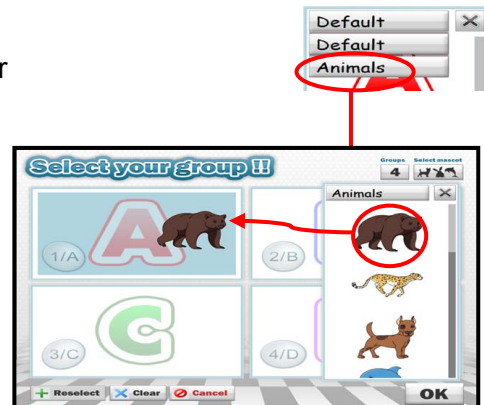 Default
Default
r
Animals
A
Select your group !!
Groups Select mascot
4
Animals
1/A A
2/B
3/C C
4/D
Reselect Clear Cancel
OK